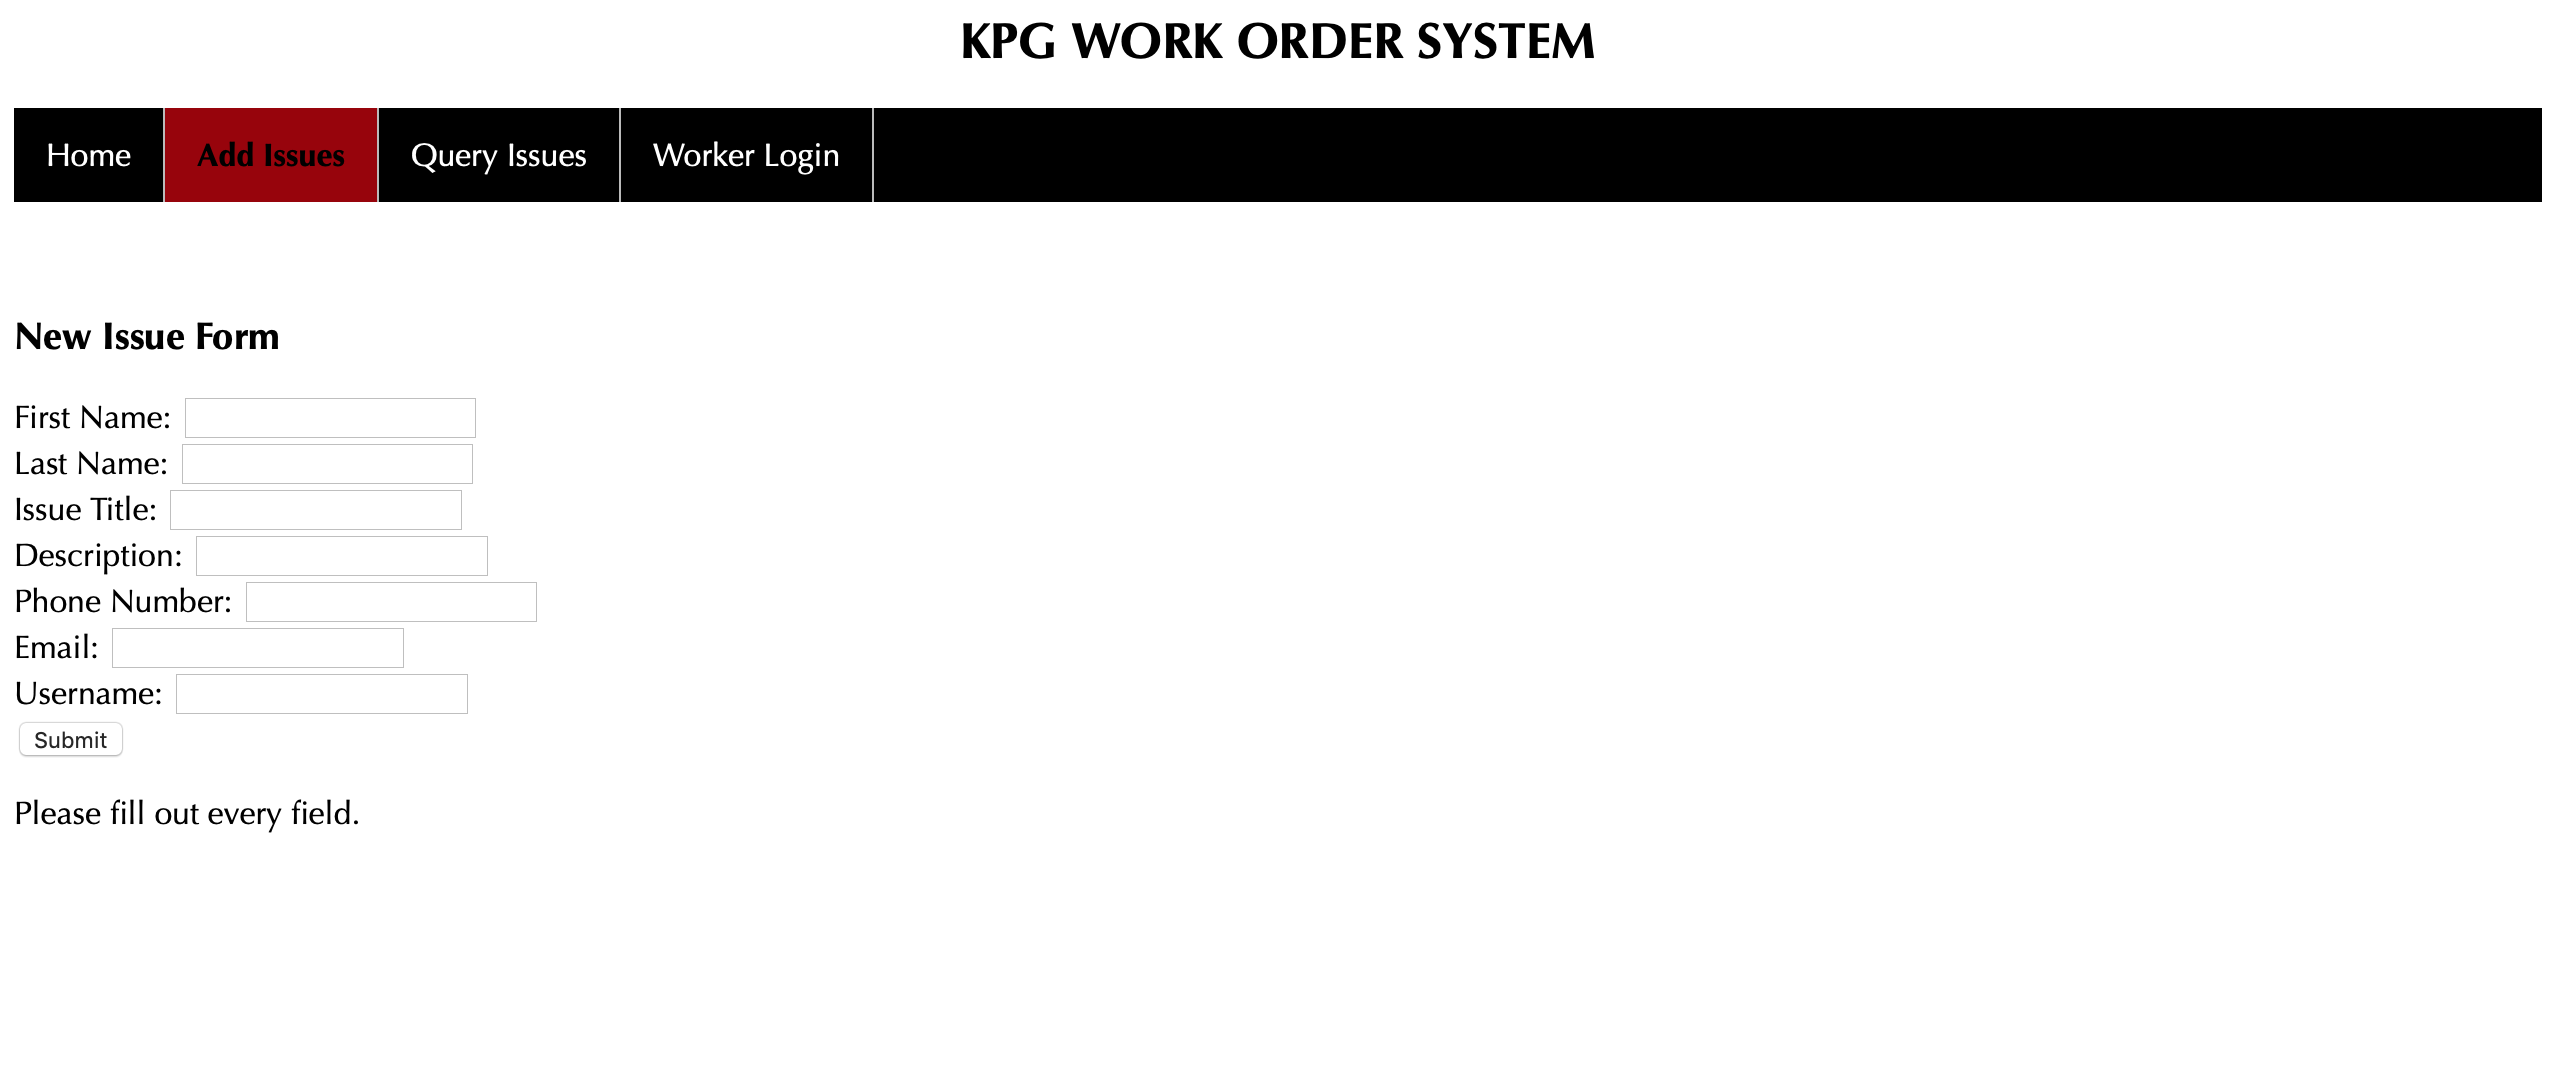 KPG WORK ORDER SYSTEM
Home Add Issues Query Issues Worker Login
New Issue Form
First Name:
Last Name:
Issue Title:
Description:
Phone Number:
Email:
Username:
Submit
Please fill out every field.